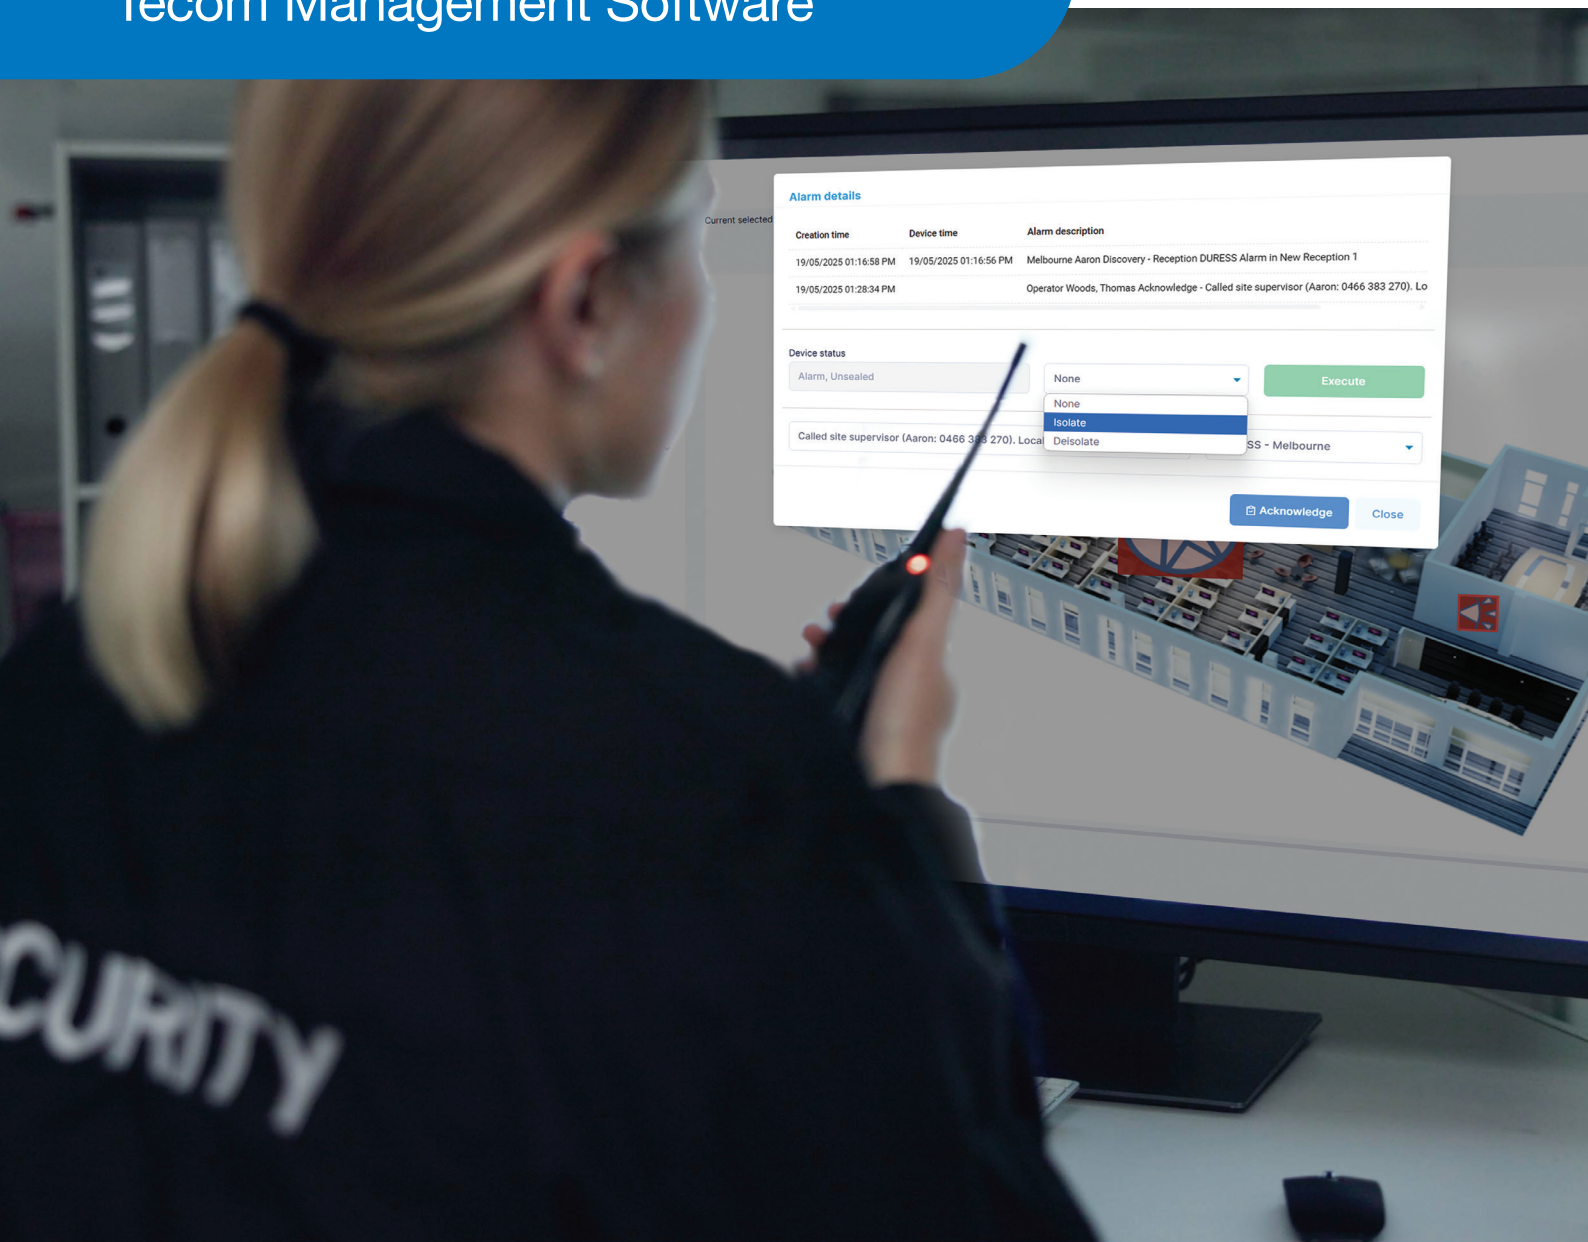 Tecom Management Software
Current selected
Alarm details
Creation time Device time Alarm description
19/05/2025 01:16:58 PM 19/05/2025 01:16:56 PM Melbourne Aaron Discovery - Reception DURESS Alarm in New Reception 1
19/05/2025 01:28:34 PM Operator Woods, Thomas Acknowledge - Called site supervisor (Aaron: 0466 383 270). Lo
Device status
Alarm, Unsealed None Execute
None
Isolate
Deisolate
Called site supervisor (Aaron: 0466 383 270). Loca SS - Melbourne
Acknowledge Close
CURITY